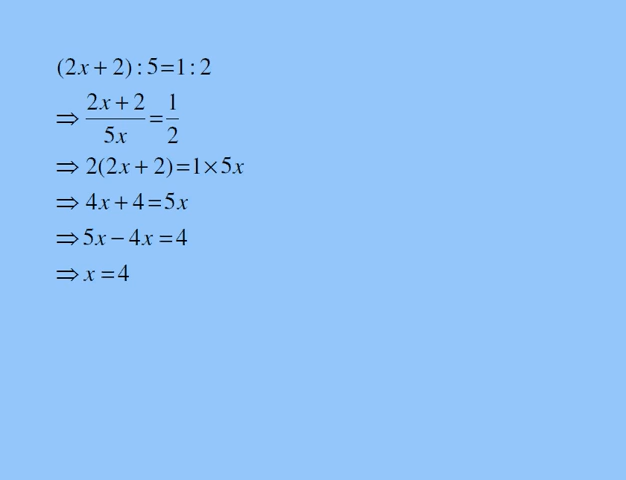 (2x + 2) : 5 = 1 : 2
⇒ (2x + 2)/(5x) = 1/2
⇒ 2(2x + 2) = 1 × 5x
⇒ 4x + 4 = 5x
⇒ 5x − 4x = 4
⇒ x = 4